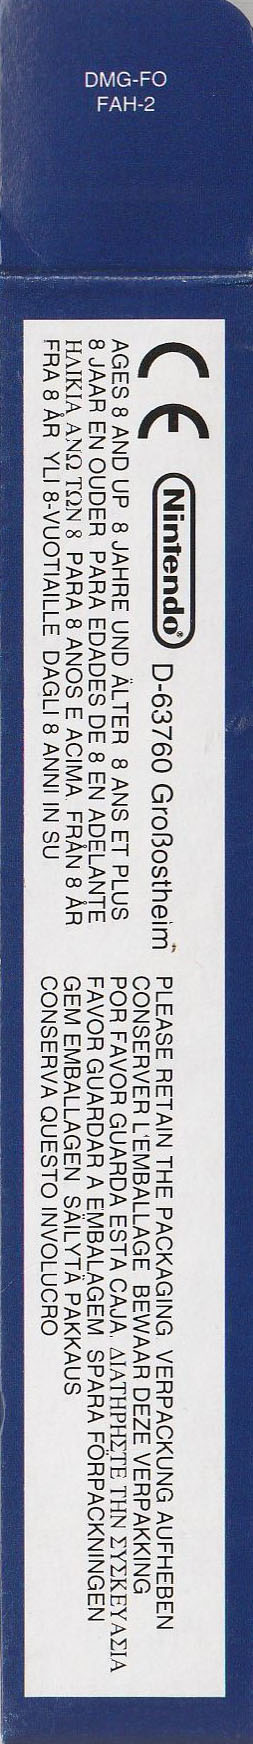 DMG-FO
FAH-2
CE Nintendo® D-63760 Großostheim
AGES 8 AND UP 8 JAHRE UND ÄLTER 8 ANS ET PLUS
8 JAAR EN OUDER PARA EDADES DE 8 EN ADELANTE
ΗΛΙΚΙΑ ΑΝΩ ΤΩΝ 8 PARA 8 ANOS E ACIMA FRÅN 8 ÅR
FRA 8 ÅR YLI 8-VUOTIAILLE DAGLI 8 ANNI IN SU
PLEASE RETAIN THE PACKAGING VERPACKUNG AUFHEBEN
CONSERVER L'EMBALLAGE BEWAAR DEZE VERPAKKING
POR FAVOR GUARDA ESTA CAJA, ΔΙΑΤΗΡΗΣΤΕ ΤΗΝ ΣΥΣΚΕΥΑΣΙΑ
FAVOR GUARDAR A EMBALAGEM SPARA FÖRPACKNINGEN
GEM EMBALLAGEN SÄILYTÄ PAKKAUS
CONSERVA QUESTO INVOLUCRO